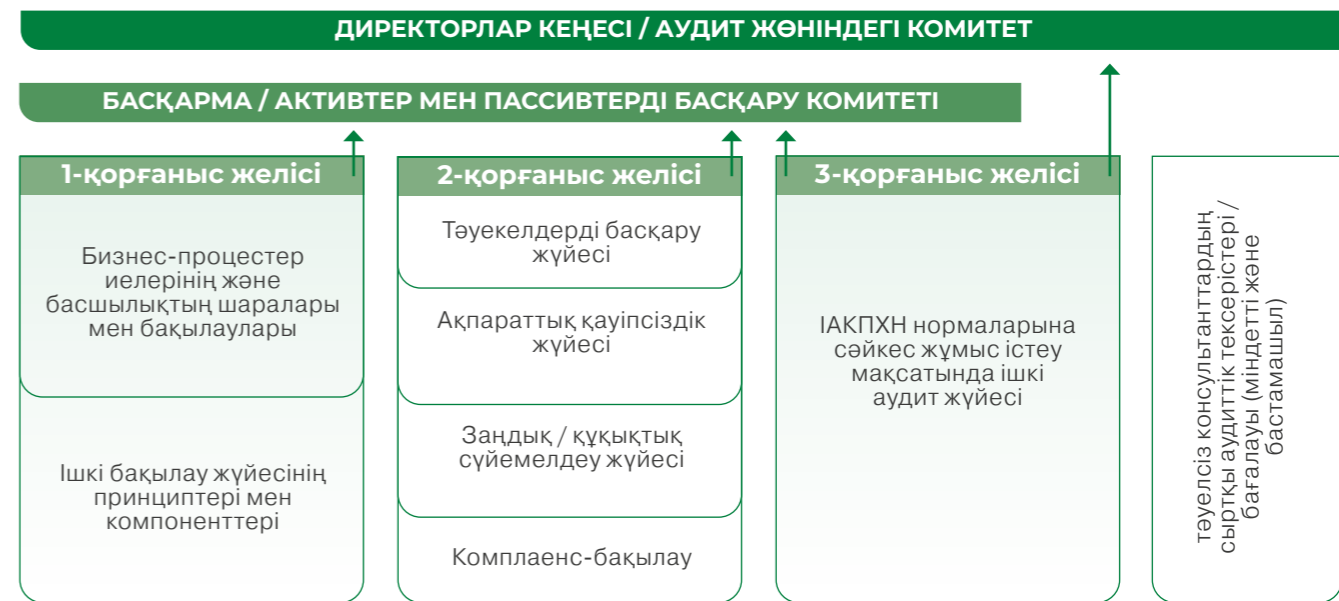 ДИРЕКТОРЛАР КЕҢЕСІ / АУДИТ ЖӨНІНДЕГІ КОМИТЕТ
БАСҚАРМА / АКТИВТЕР МЕН ПАССИВТЕРДІ БАСҚАРУ КОМИТЕТІ
1-қорғаныс желісі
Бизнес-процестер
иелерінің және
басшылықтың шаралары
мен бақылаулары
Ішкі бақылау жүйесінің
принциптері мен
компоненттері
2-қорғаныс желісі
Тәуекелдерді басқару
жүйесі
Ақпараттық қауіпсіздік
жүйесі
Заңдық / құқықтық
сүйемелдеу жүйесі
Комплаенс-бақылау
3-қорғаныс желісі
ІАКПХН нормаларына
сәйкес жұмыс істеу
мақсатында ішкі
аудит жүйесі
тәуелсіз консультанттардың
сыртқы аудиттік тексерістері /
бағалауы (міндетті және
бастамашыл)